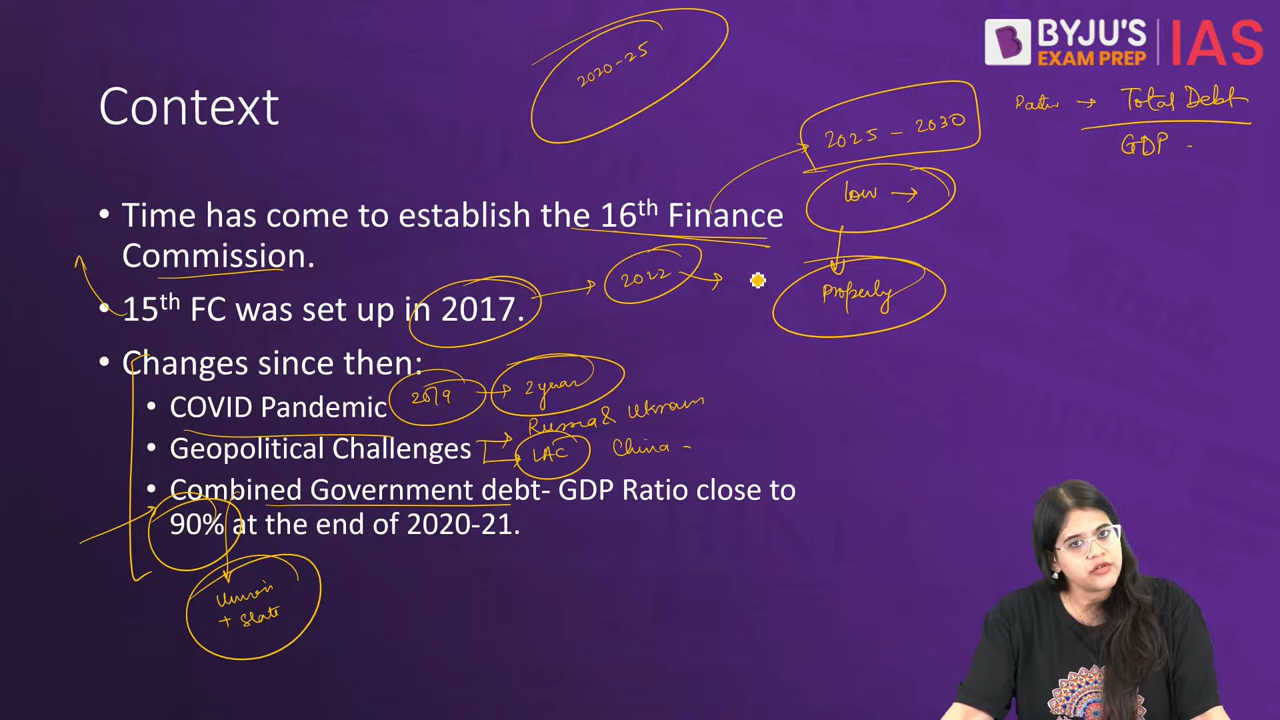 2020-25
BYJU'S
EXAM PREP
IAS
Context
2025 - 2030
Ratio → Total Debt
GDP -
low →
Time has come to establish the 16th Finance
Commission.
2022
properly
15th FC was set up in 2017.
Changes since then:
COVID Pandemic
2019 → 2 year
Russia & Ukraine
Geopolitical Challenges
LAC China -
Combined Government debt- GDP Ratio close to
90% at the end of 2020-21.
Union
+ State